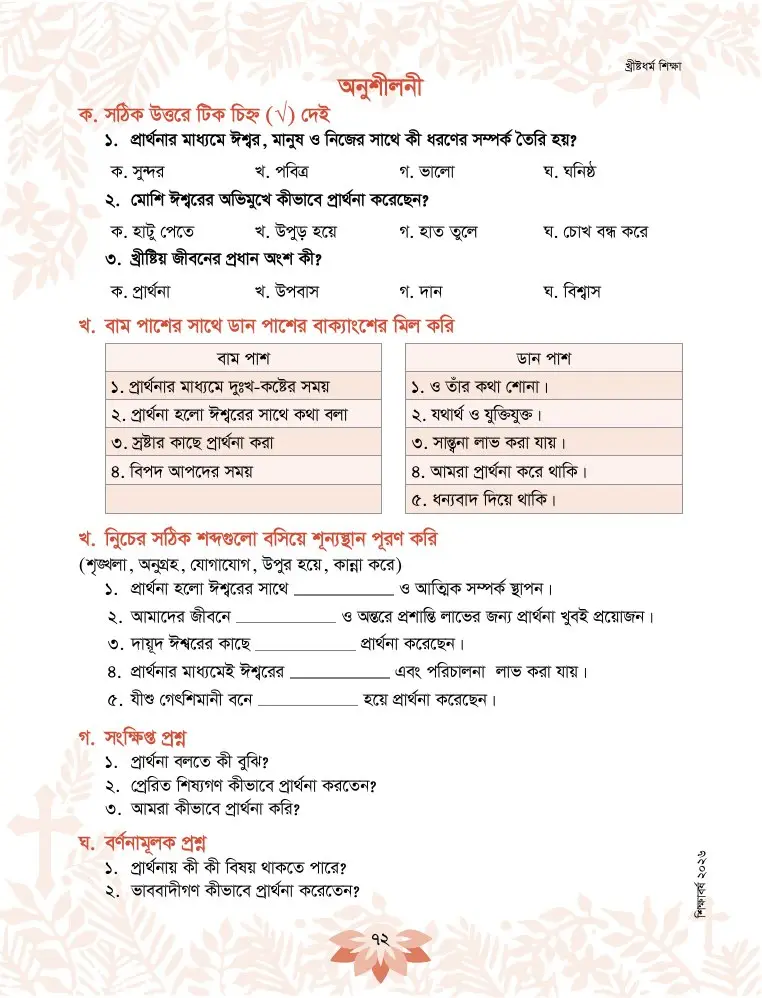 খ্রীষ্টধর্ম শিক্ষা
অনুশীলনী
ক. সঠিক উত্তরে টিক চিহ্ন (√) দেই
১. প্রার্থনার মাধ্যমে ঈশ্বর, মানুষ ও নিজের সাথে কী ধরণের সম্পর্ক তৈরি হয়?
ক. সুন্দর খ. পবিত্র গ. ভালো ঘ. ঘনিষ্ঠ
২. মোশি ঈশ্বরের অভিমুখে কীভাবে প্রার্থনা করেছেন?
ক. হাটু পেতে খ. উপুড় হয়ে গ. হাত তুলে ঘ. চোখ বন্ধ করে
৩. খ্রীষ্টিয় জীবনের প্রধান অংশ কী?
ক. প্রার্থনা খ. উপবাস গ. দান ঘ. বিশ্বাস
খ. বাম পাশের সাথে ডান পাশের বাক্যাংশের মিল করি
বাম পাশ ডান পাশ
১. প্রার্থনার মাধ্যমে দুঃখ-কষ্টের সময় ১. ও তাঁর কথা শোনা।
২. প্রার্থনা হলো ঈশ্বরের সাথে কথা বলা ২. যথার্থ ও যুক্তিযুক্ত।
৩. স্রষ্টার কাছে প্রার্থনা করা ৩. সান্ত্বনা লাভ করা যায়।
৪. বিপদ আপদের সময় ৪. আমরা প্রার্থনা করে থাকি।
৫. ধন্যবাদ দিয়ে থাকি।
খ. নিুচের সঠিক শব্দগুলো বসিয়ে শূন্যস্থান পূরণ করি
(শৃঙ্খলা, অনুগ্রহ, যোগাযোগ, উপুর হয়ে, কান্না করে)
১. প্রার্থনা হলো ঈশ্বরের সাথে __________ ও আত্মিক সম্পর্ক স্থাপন।
২. আমাদের জীবনে __________ ও অন্তরে প্রশান্তি লাভের জন্য প্রার্থনা খুবই প্রয়োজন।
৩. দায়ূদ ঈশ্বরের কাছে __________ প্রার্থনা করেছেন।
৪. প্রার্থনার মাধ্যমেই ঈশ্বরের __________ এবং পরিচালনা লাভ করা যায়।
৫. যীশু গেৎশিমানী বনে __________ হয়ে প্রার্থনা করেছেন।
গ. সংক্ষিপ্ত প্রশ্ন
১. প্রার্থনা বলতে কী বুঝি?
২. প্রেরিত শিষ্যগণ কীভাবে প্রার্থনা করতেন?
৩. আমরা কীভাবে প্রার্থনা করি?
ঘ. বর্ণনামূলক প্রশ্ন
১. প্রার্থনায় কী কী বিষয় থাকতে পারে?
২. ভাববাদীগণ কীভাবে প্রার্থনা করেতেন?
শিক্ষাবর্ষ ২০২৬
৭২